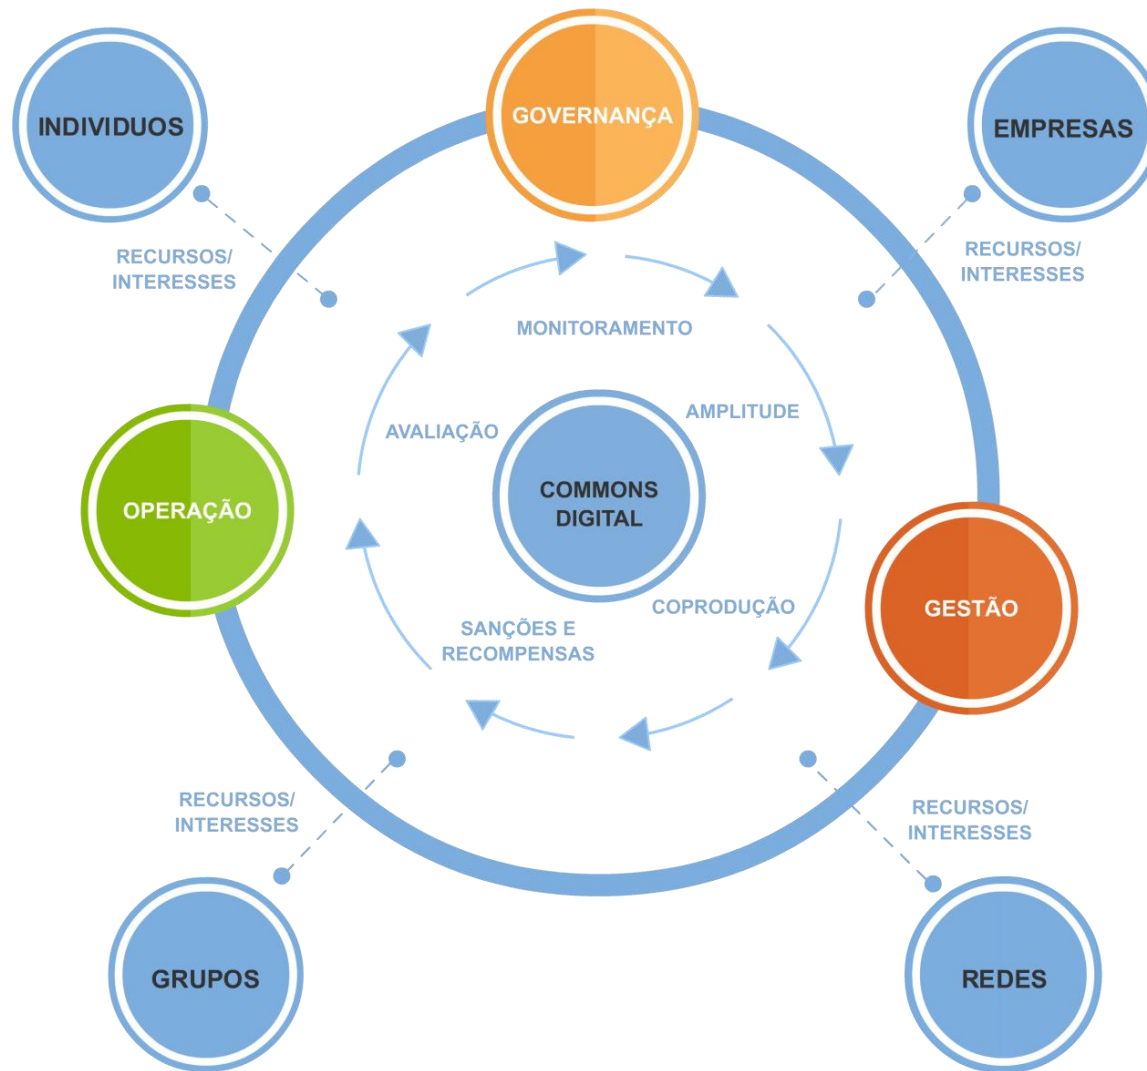 GOVERNANÇA
INDIVIDUOS
EMPRESAS
RECURSOS/
INTERESSES
RECURSOS/
INTERESSES
MONITORAMENTO
AMPLITUDE
AVALIAÇÃO
COMMONS
DIGITAL
OPERAÇÃO
GESTÃO
COPRODUÇÃO
SANÇÕES E
RECOMPENSAS
RECURSOS/
INTERESSES
RECURSOS/
INTERESSES
GRUPOS
REDES